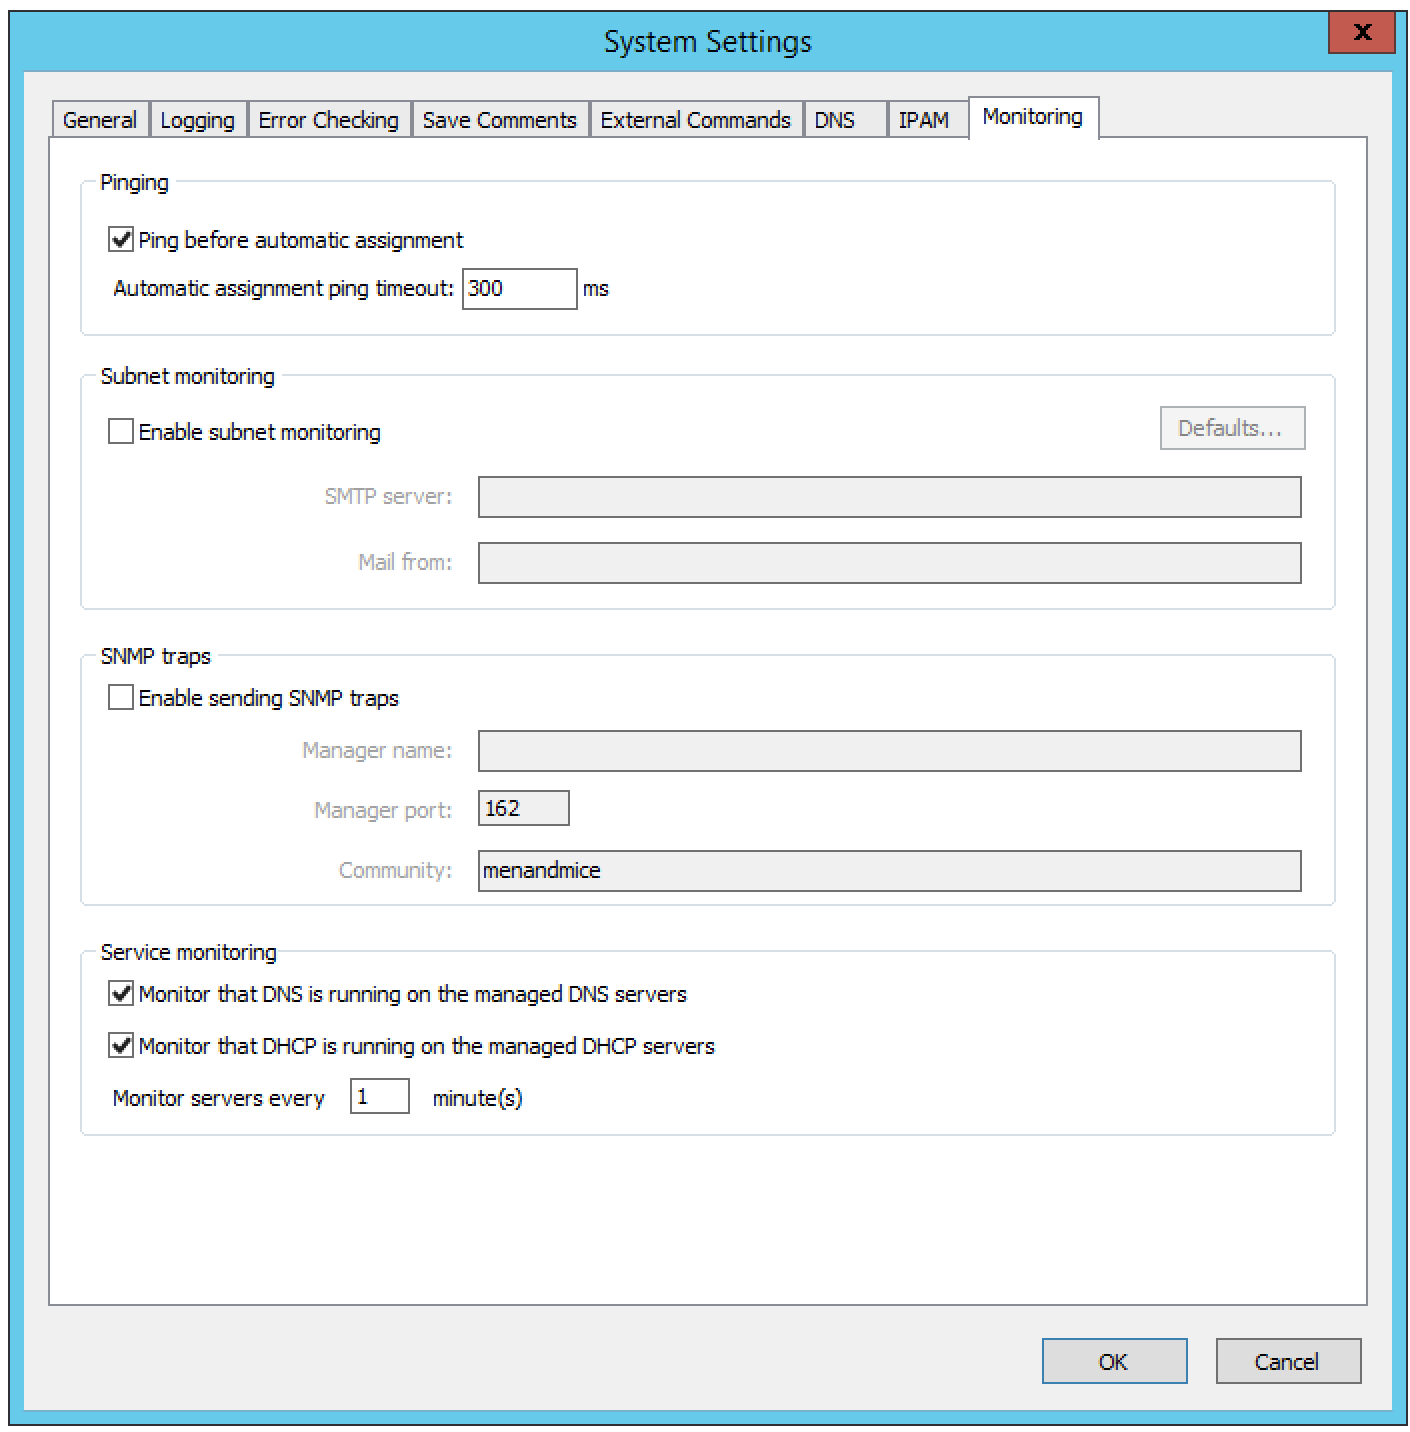 System Settings
x
General Logging Error Checking Save Comments External Commands DNS IPAM Monitoring
Pinging
Ping before automatic assignment
Automatic assignment ping timeout: 300 ms
Subnet monitoring
Enable subnet monitoring Defaults...
SMTP server:
Mail from:
SNMP traps
Enable sending SNMP traps
Manager name:
Manager port: 162
Community: menandmice
Service monitoring
Monitor that DNS is running on the managed DNS servers
Monitor that DHCP is running on the managed DHCP servers
Monitor servers every 1 minute(s)
OK Cancel